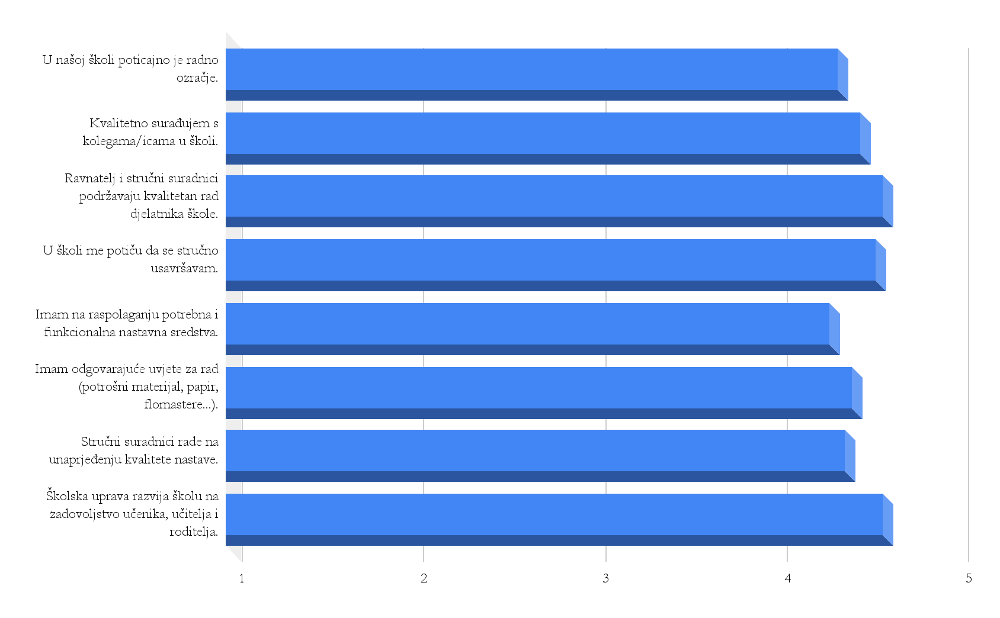 U našoj školi poticajno je radno
ozračje.
Kvalitetno surađujem s
kolegama/icama u školi.
Ravnatelj i stručni suradnici
podržavaju kvalitetan rad
djelatnika škole.
U školi me potiču da se stručno
usavršavam.
Imam na raspolaganju potrebna i
funkcionalna nastavna sredstva.
Imam odgovarajuće uvjete za rad
(potrošni materijal, papir,
flomastere...).
Stručni suradnici rade na
unaprjeđenju kvalitete nastave.
Školska uprava razvija školu na
zadovoljstvo učenika, učitelja i
roditelja.
1 2 3 4 5